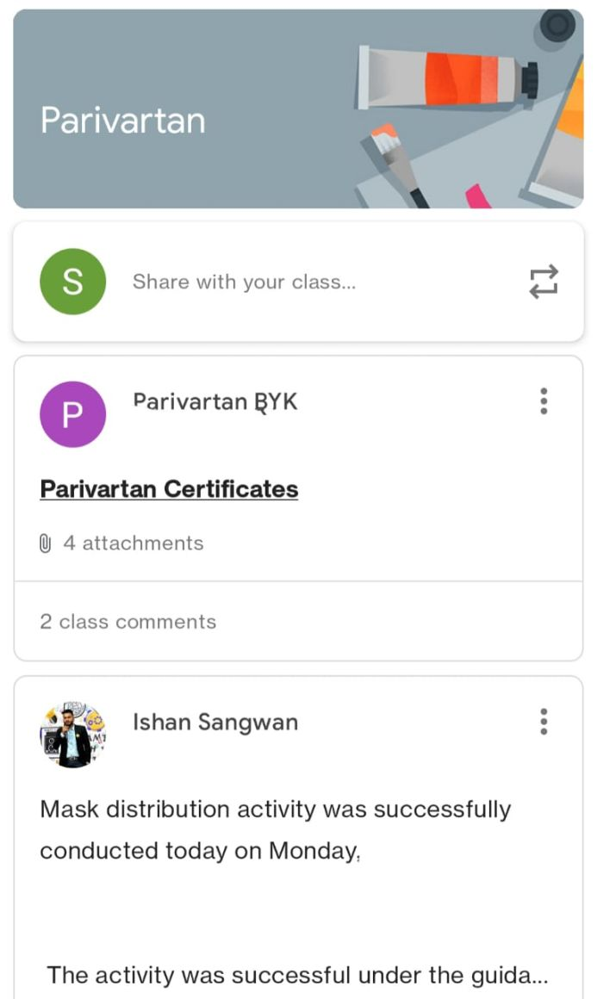 Parivartan
S
Share with your class...
P
Parivartan BYK
Parivartan Certificates
4 attachments
2 class comments
Ishan Sangwan
Mask distribution activity was successfully
conducted today on Monday,
The activity was successful under the guida...